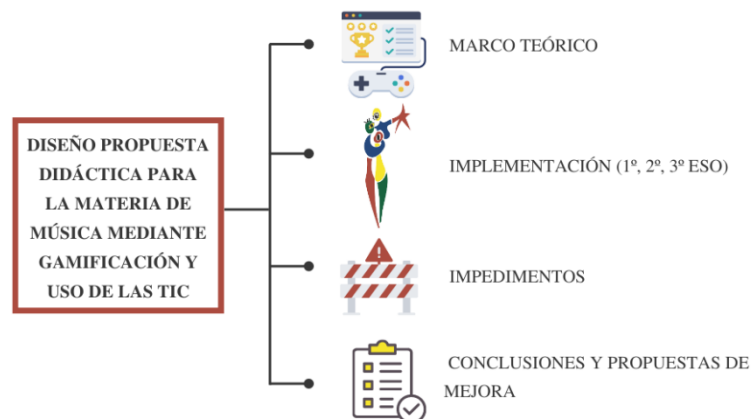 DISEÑO PROPUESTA
DIDÁCTICA PARA
LA MATERIA DE
MÚSICA MEDIANTE
GAMIFICACIÓN Y
USO DE LAS TIC
MARCO TEÓRICO
IMPLEMENTACIÓN (1º, 2º, 3º ESO)
IMPEDIMENTOS
CONCLUSIONES Y PROPUESTAS DE
MEJORA